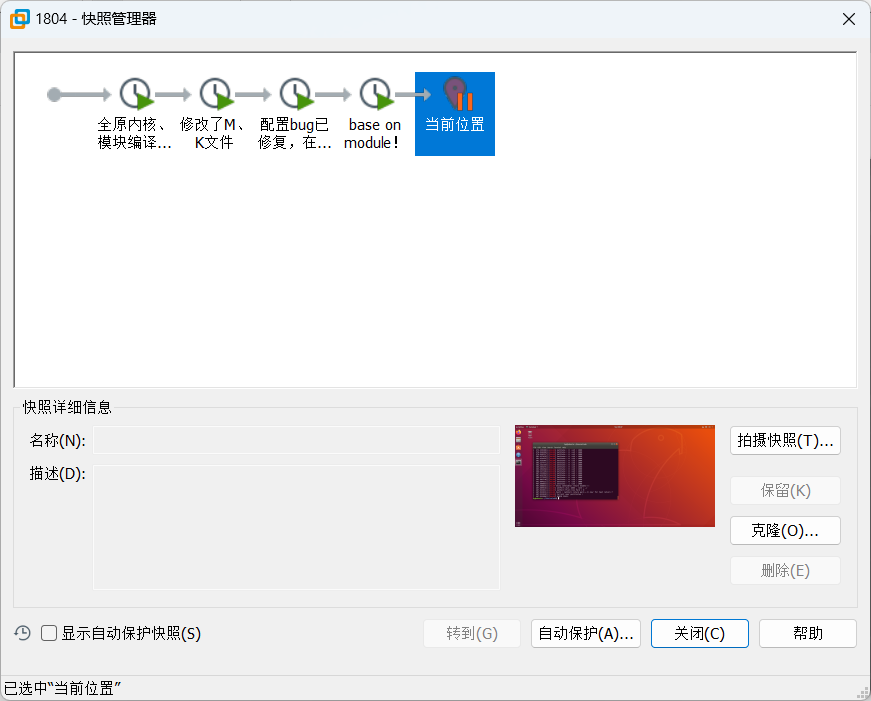 1804 - 快照管理器
全原内核、
模块编译...
修改了M、
K文件
配置bug已
修复，在...
base on
module！
当前位置
快照详细信息
名称(N):
描述(D):
拍摄快照(T)...
保留(K)
克隆(O)...
删除(E)
显示自动保护快照(S)
转到(G)
自动保护(A)...
关闭(C)
帮助
已选中“当前位置”